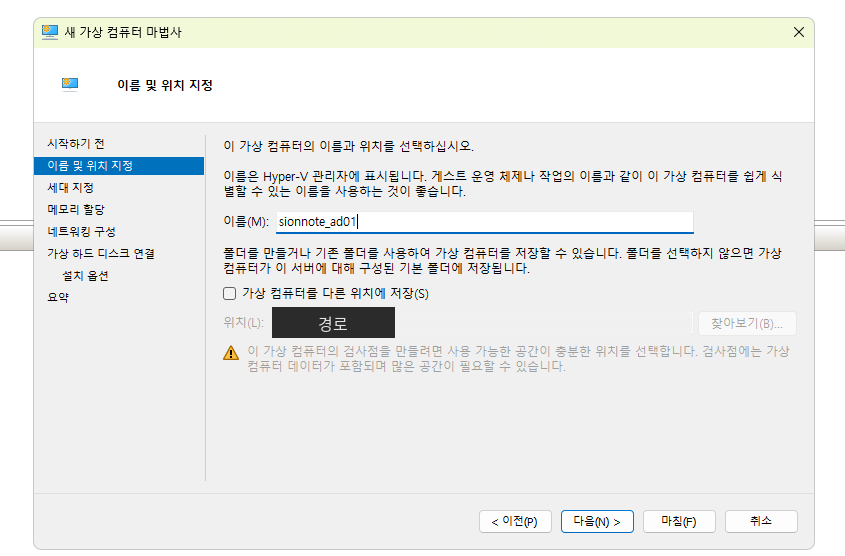 새 가상 컴퓨터 마법사
이름 및 위치 지정
시작하기 전
이름 및 위치 지정
세대 지정
메모리 할당
네트워킹 구성
가상 하드 디스크 연결
설치 옵션
요약
이 가상 컴퓨터의 이름과 위치를 선택하십시오.
이름은 Hyper-V 관리자에 표시됩니다. 게스트 운영 체제나 작업의 이름과 같이 이 가상 컴퓨터를 쉽게 식
별할 수 있는 이름을 사용하는 것이 좋습니다.
이름(M): sionnote_ad01
폴더를 만들거나 기존 폴더를 사용하여 가상 컴퓨터를 저장할 수 있습니다. 폴더를 선택하지 않으면 가상
컴퓨터가 이 서버에 대해 구성된 기본 폴더에 저장됩니다.
가상 컴퓨터를 다른 위치에 저장(S)
위치(L): 경로 찾아보기(B)...
이 가상 컴퓨터의 검사점을 만들려면 사용 가능한 공간이 충분한 위치를 선택합니다. 검사점에는 가상
컴퓨터 데이터가 포함되며 많은 공간이 필요할 수 있습니다.
< 이전(P) 다음(N) > 마침(F) 취소